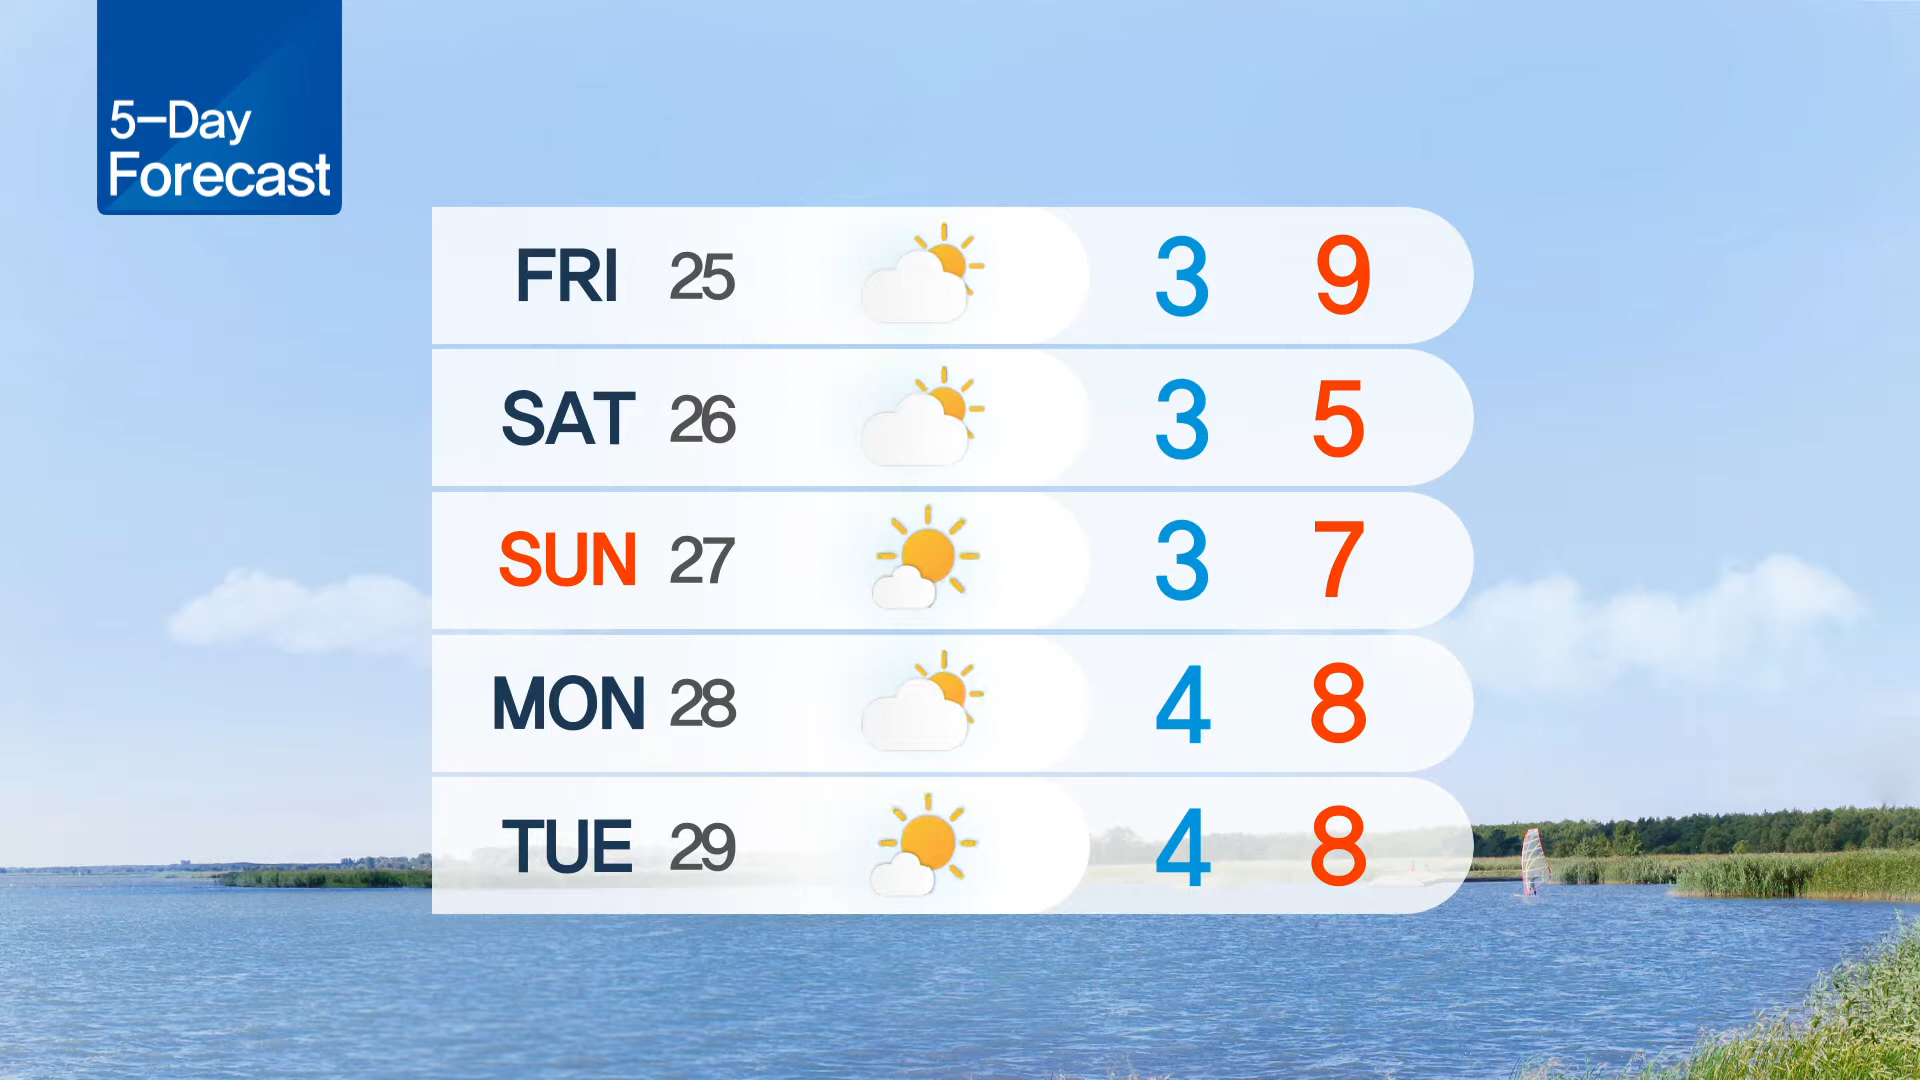 5-Day
Forecast
FRI 25 3 9
SAT 26 3 5
SUN 27 3 7
MON 28 4 8
TUE 29 4 8